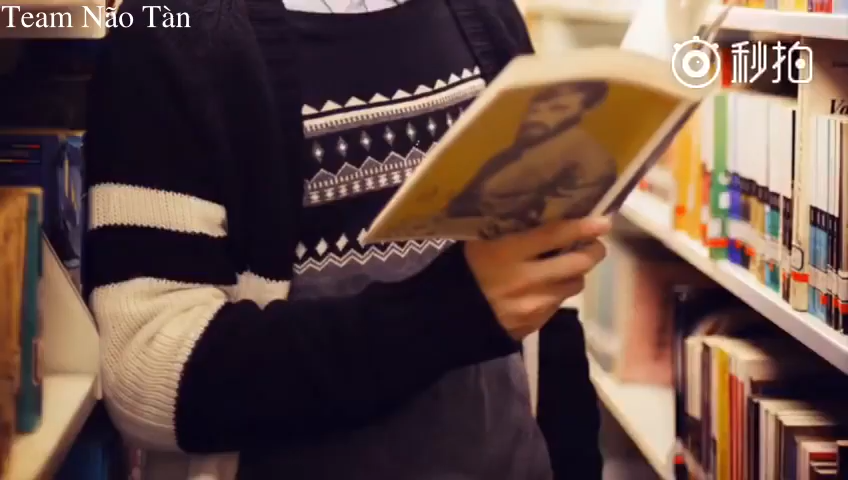 Team Não Tàn
秒拍